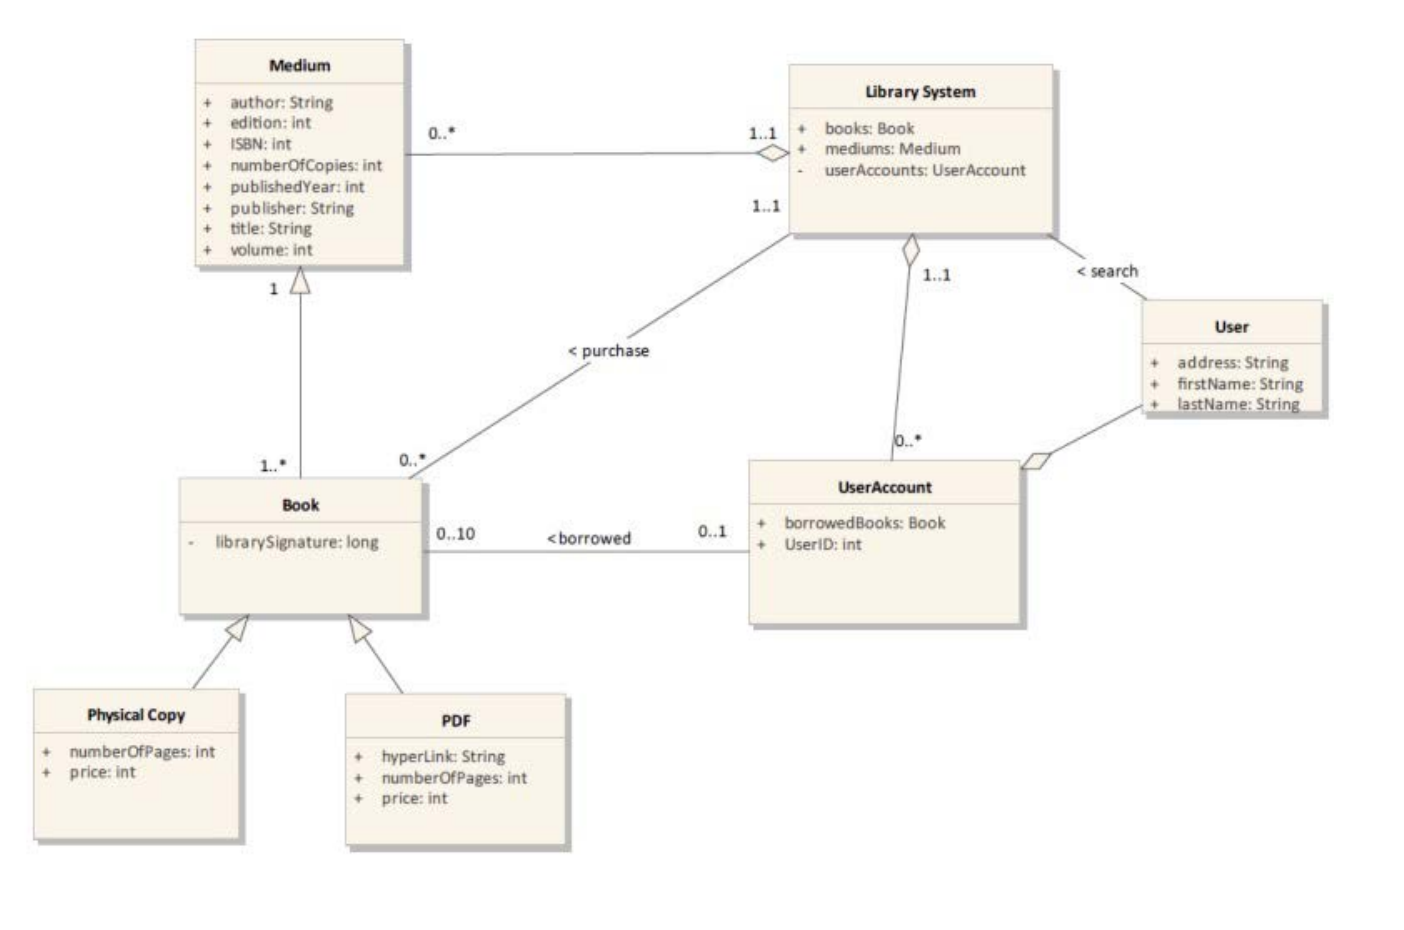 Medium
+ author: String
+ edition: int
+ ISBN: int
+ numberOfCopies: int
+ publishedYear: int
+ publisher: String
+ title: String
+ volume: int
0..*
1..1
Library System
+ books: Book
+ mediums: Medium
- userAccounts: UserAccount
1..1
1
1..1
< search
User
+ address: String
+ firstName: String
+ lastName: String
< purchase
1..*
0..*
0..*
Book
- librarySignature: long
0..10
<borrowed
0..1
UserAccount
+ borrowedBooks: Book
+ UserID: int
Physical Copy
+ numberOfPages: int
+ price: int
PDF
+ hyperLink: String
+ numberOfPages: int
+ price: int